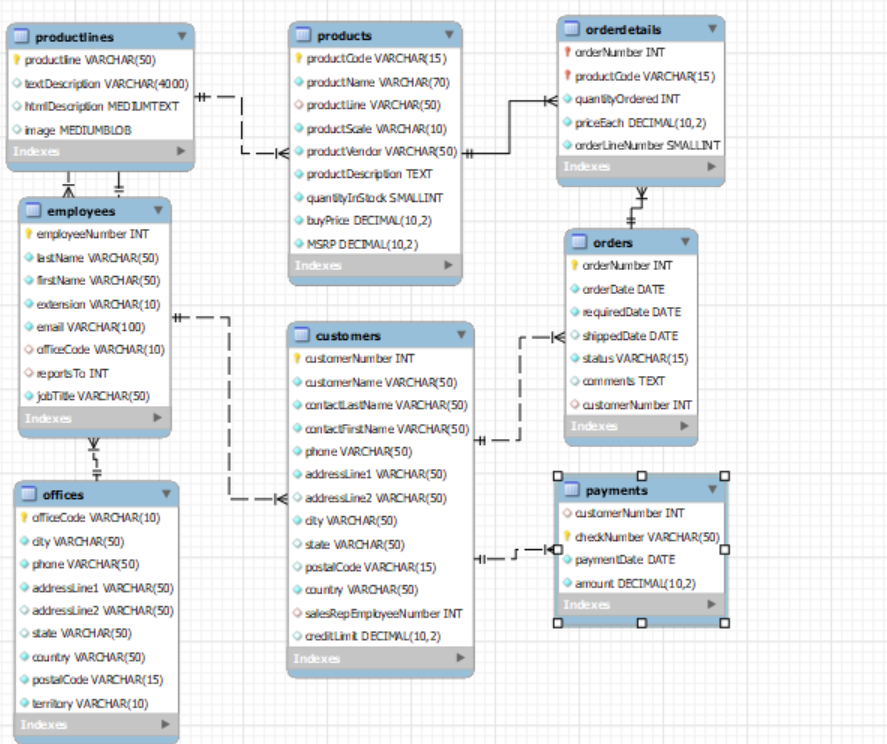 productlines
productline VARCHAR(50)
textDescription VARCHAR(4000)
htmlDescription MEDIUMTEXT
image MEDIUMBLOB
Indexes
products
productCode VARCHAR(15)
productName VARCHAR(70)
productLine VARCHAR(50)
productScale VARCHAR(10)
productVendor VARCHAR(50)
productDescription TEXT
quantityInStock SMALLINT
buyPrice DECIMAL(10,2)
MSRP DECIMAL(10,2)
Indexes
orderdetails
orderNumber INT
productCode VARCHAR(15)
quantityOrdered INT
priceEach DECIMAL(10,2)
orderLineNumber SMALLINT
Indexes
employees
employeeNumber INT
lastName VARCHAR(50)
firstName VARCHAR(50)
extension VARCHAR(10)
email VARCHAR(100)
officeCode VARCHAR(10)
reportsTo INT
jobTitle VARCHAR(50)
Indexes
customers
customerNumber INT
customerName VARCHAR(50)
contactLastName VARCHAR(50)
contactFirstName VARCHAR(50)
phone VARCHAR(50)
addressLine1 VARCHAR(50)
addressLine2 VARCHAR(50)
city VARCHAR(50)
state VARCHAR(50)
postalCode VARCHAR(15)
country VARCHAR(50)
salesRepEmployeeNumber INT
creditLimit DECIMAL(10,2)
Indexes
orders
orderNumber INT
orderDate DATE
requiredDate DATE
shippedDate DATE
status VARCHAR(15)
comments TEXT
customerNumber INT
Indexes
offices
officeCode VARCHAR(10)
city VARCHAR(50)
phone VARCHAR(50)
addressLine1 VARCHAR(50)
addressLine2 VARCHAR(50)
state VARCHAR(50)
country VARCHAR(50)
postalCode VARCHAR(15)
territory VARCHAR(10)
Indexes
payments
customerNumber INT
checkNumber VARCHAR(50)
paymentDate DATE
amount DECIMAL(10,2)
Indexes